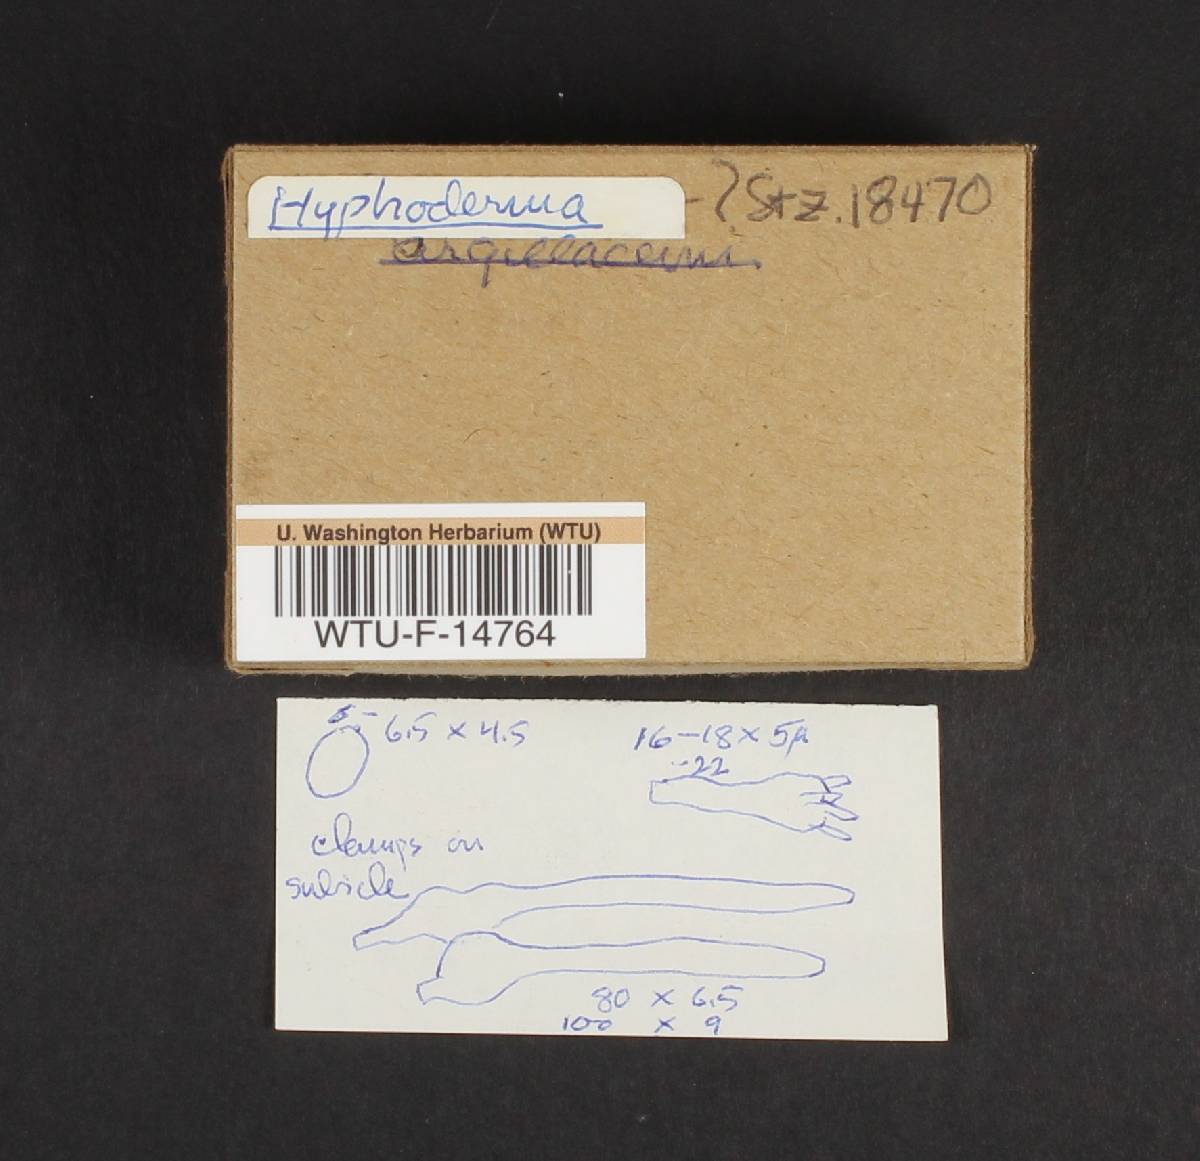 Hyphoderma -? Stz. 18470
argillaceum
U. Washington Herbarium (WTU)
WTU-F-14764
5- 6.5 x 4.5
16-18 x 5µ
-22
clamps on
subicle
80 x 6.5
100 x 9